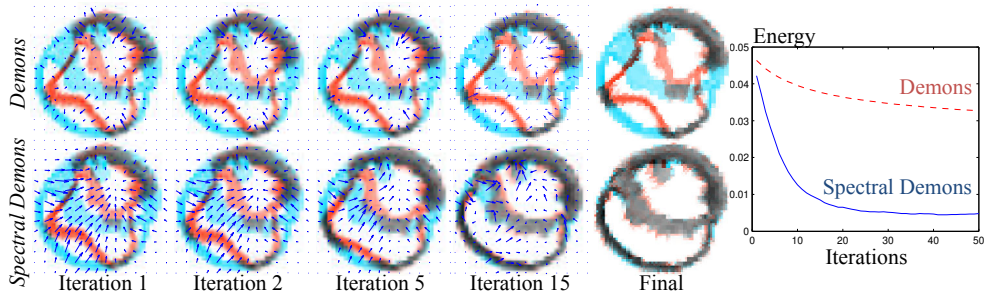 Demons
Spectral Demons
Iteration 1
Iteration 2
Iteration 5
Iteration 15
Final
Energy
0.05
0.04
0.03
0.02
0.01
0
0
10
20
30
40
50
Demons
Spectral Demons
Iterations